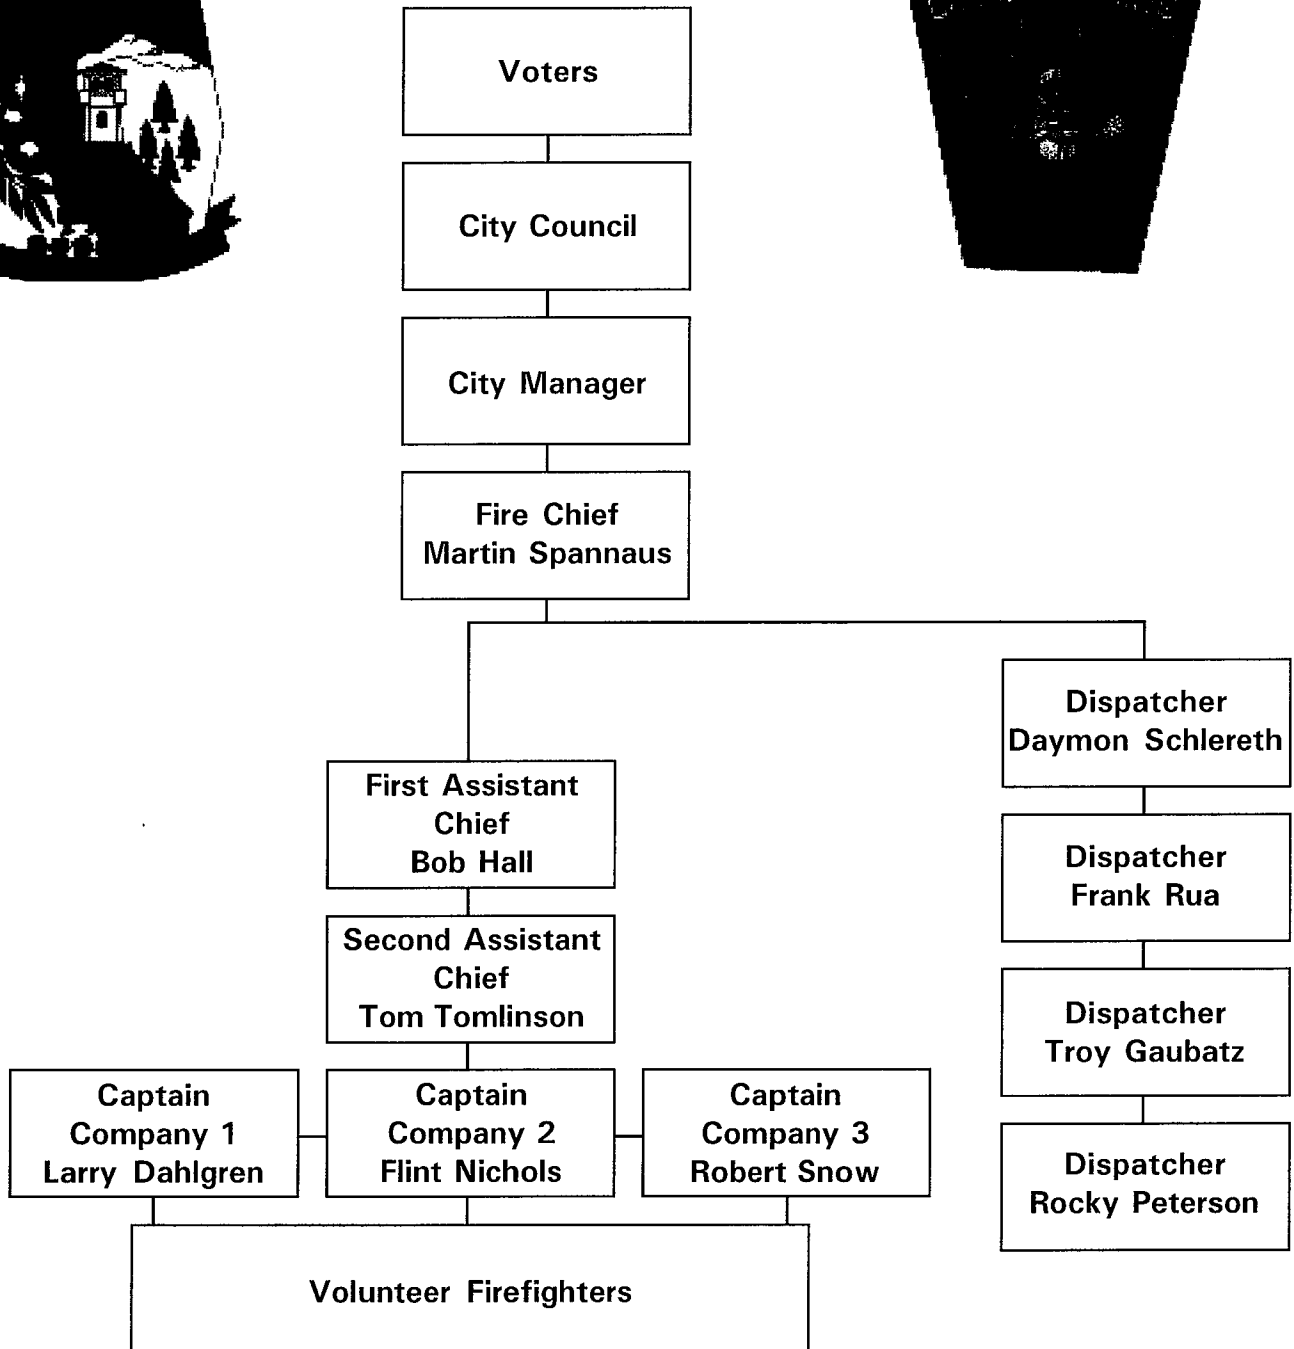 Voters
City Council
City Manager
Fire Chief
Martin Spannaus
Dispatcher
Daymon Schlereth
First Assistant
Chief
Bob Hall
Dispatcher
Frank Rua
Second Assistant
Chief
Tom Tomlinson
Dispatcher
Troy Gaubatz
Captain
Company 1
Larry Dahlgren
Captain
Company 2
Flint Nichols
Captain
Company 3
Robert Snow
Dispatcher
Rocky Peterson
Volunteer Firefighters